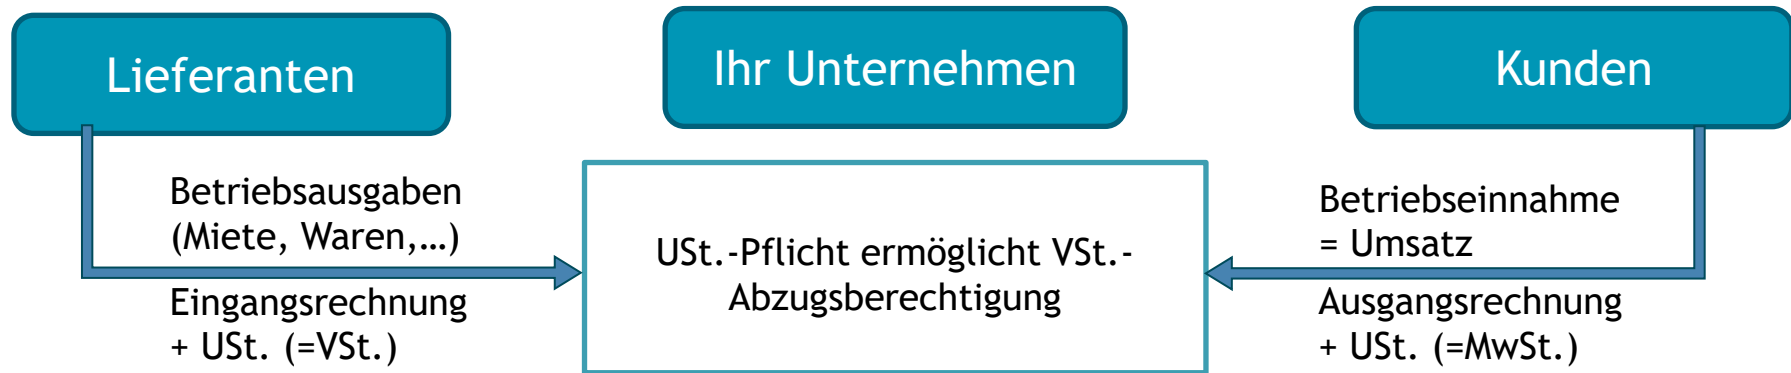 Lieferanten
Ihr Unternehmen
Kunden
Betriebsausgaben
(Miete, Waren,…)
Eingangsrechnung
+ USt. (=VSt.)
USt.-Pflicht ermöglicht VSt.-
Abzugsberechtigung
Betriebseinnahme
= Umsatz
Ausgangsrechnung
+ USt. (=MwSt.)